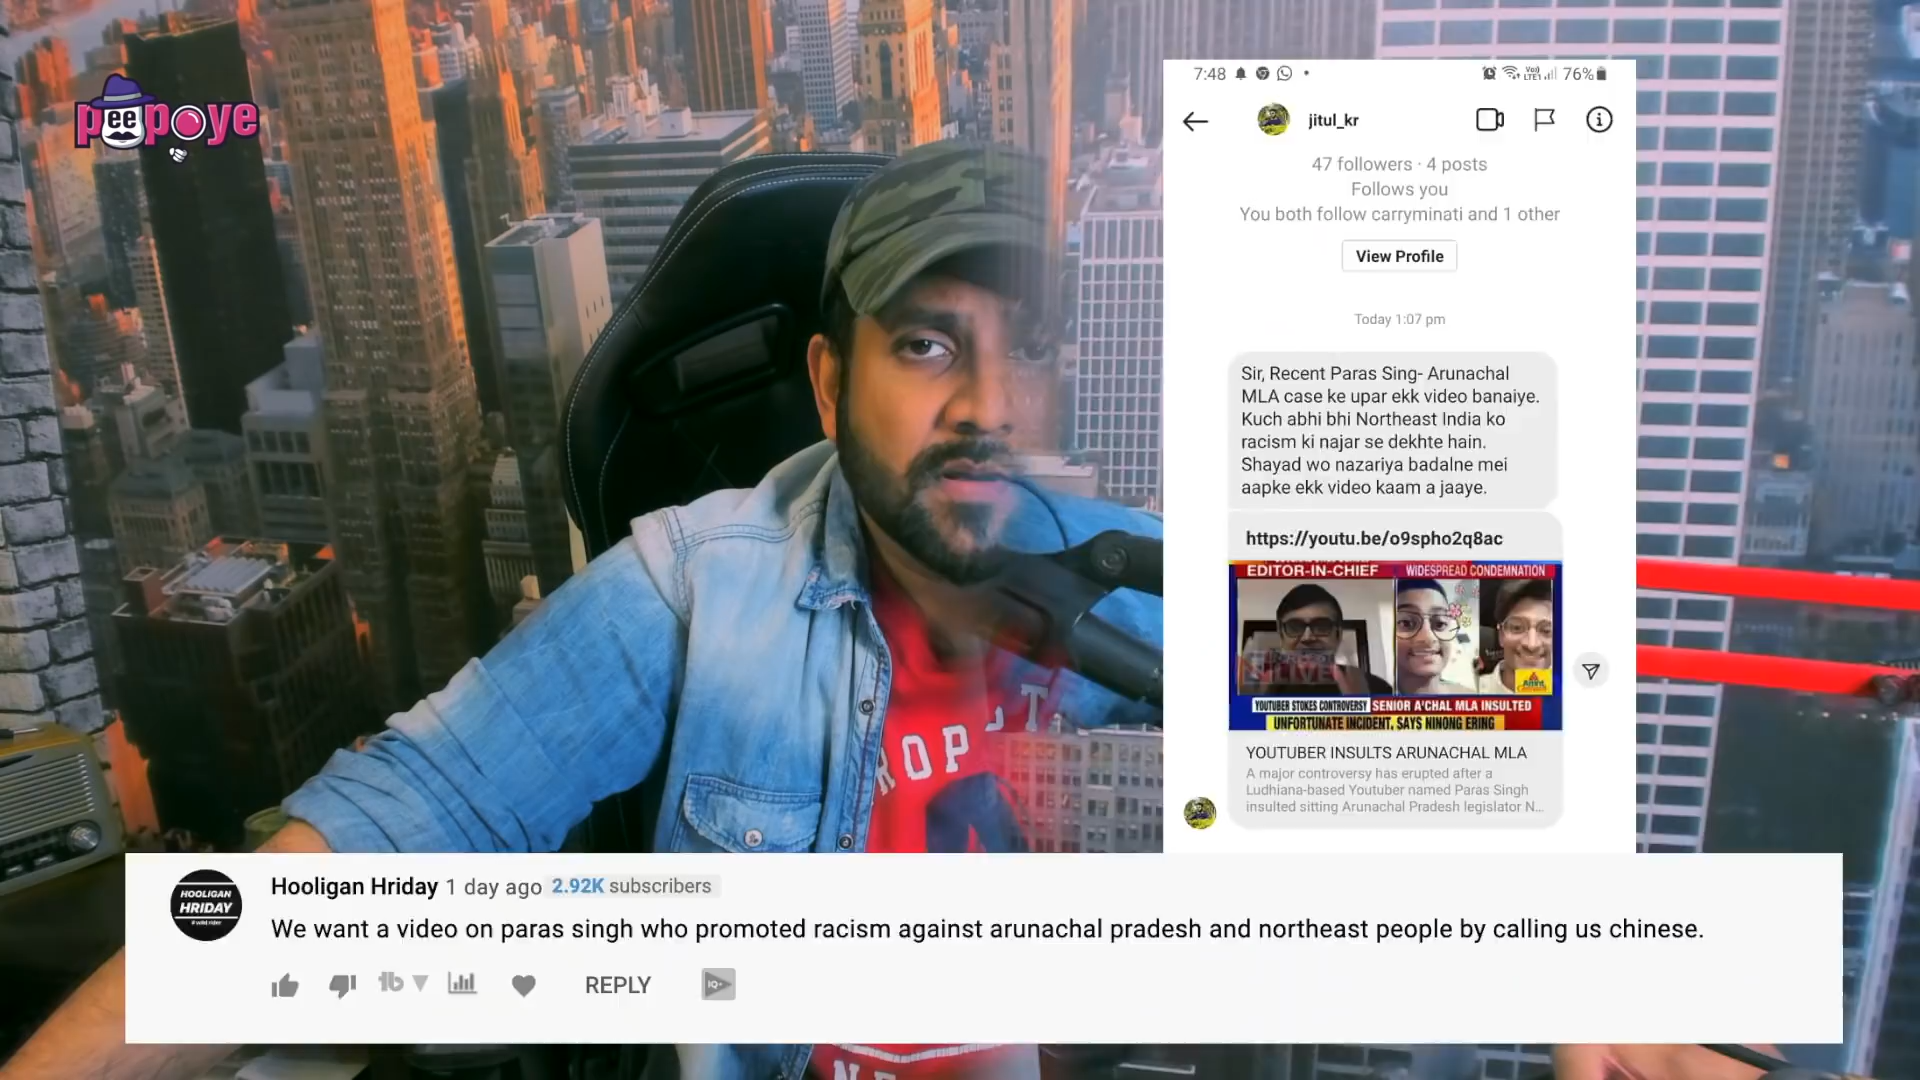 peepoye
7:48
76%
jitul_kr
47 followers · 4 posts
Follows you
You both follow carryminati and 1 other
View Profile
Today 1:07 pm
Sir, Recent Paras Sing- Arunachal
MLA case ke upar ekk video banaiye.
Kuch abhi bhi Northeast India ko
racism ki najar se dekhte hain.
Shayad wo nazariya badalne mei
aapke ekk video kaam a jaaye.
https://youtu.be/o9spho2q8ac
EDITOR-IN-CHIEF WIDESPREAD CONDEMNATION
LIVE
YOUTUBER STOKES CONTROVERSY SENIOR A'CHAL MLA INSULTED
UNFORTUNATE INCIDENT, SAYS NINONG ERING
YOUTUBER INSULTS ARUNACHAL MLA
A major controversy has erupted after a
Ludhiana-based Youtuber named Paras Singh
insulted sitting Arunachal Pradesh legislator N...
HOOLIGAN
HRIDAY
Hooligan Hriday 1 day ago 2.92K subscribers
We want a video on paras singh who promoted racism against arunachal pradesh and northeast people by calling us chinese.
REPLY
IQ+